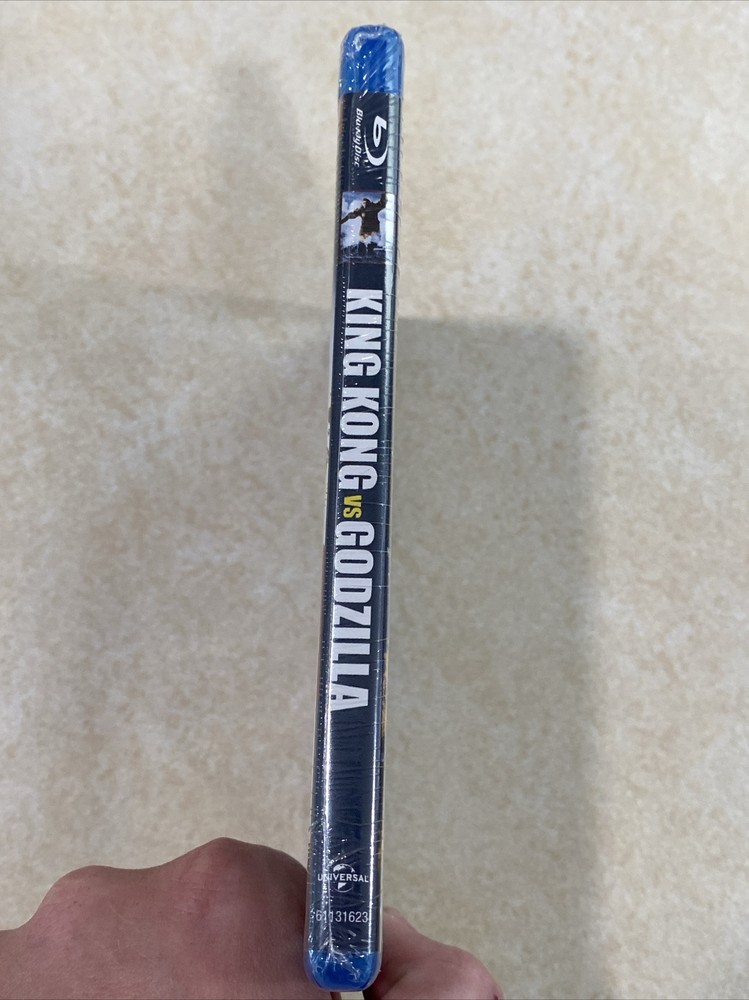 Blu-ray Disc
KING KONG VS GODZILLA
UNIVERSAL
61131623